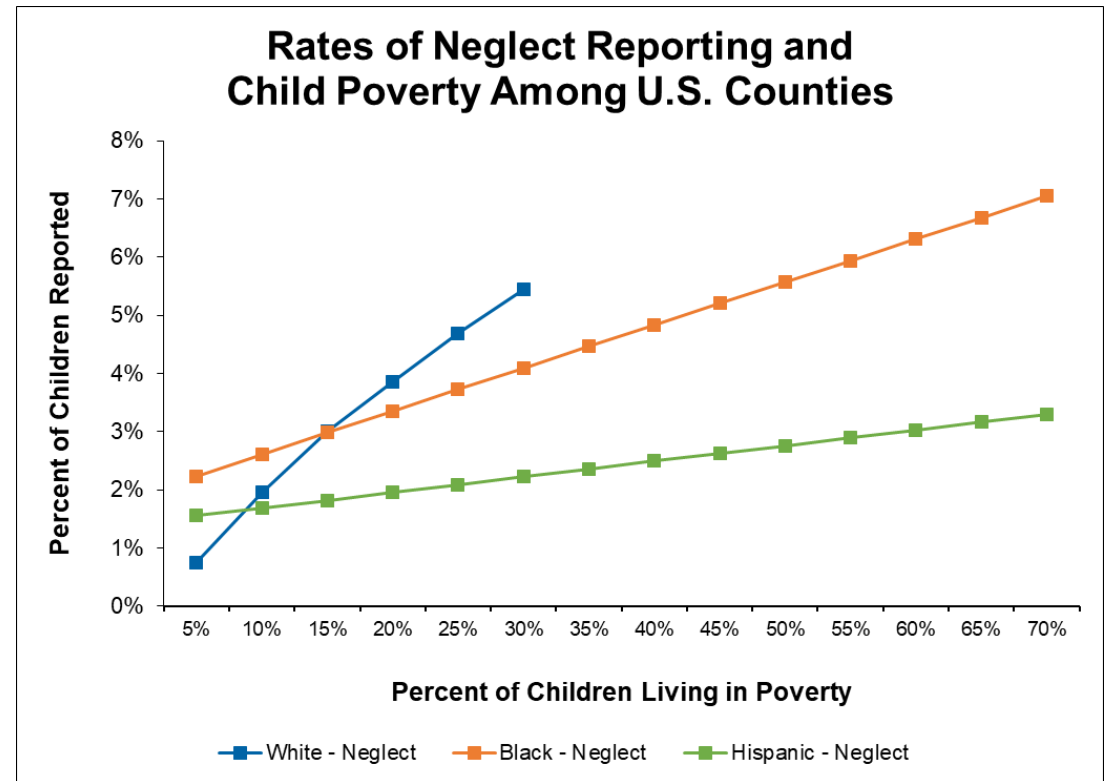 Rates of Neglect Reporting and
Child Poverty Among U.S. Counties
8%
7%
6%
5%
4%
3%
2%
1%
0%
Percent of Children Reported
5% 10% 15% 20% 25% 30% 35% 40% 45% 50% 55% 60% 65% 70%
Percent of Children Living in Poverty
White - Neglect Black - Neglect Hispanic - Neglect